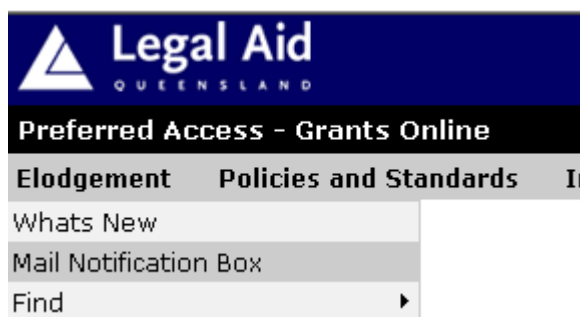 Legal Aid
QUEENSLAND
Preferred Access - Grants Online
Elodgement Policies and Standards
Whats New
Mail Notification Box
Find